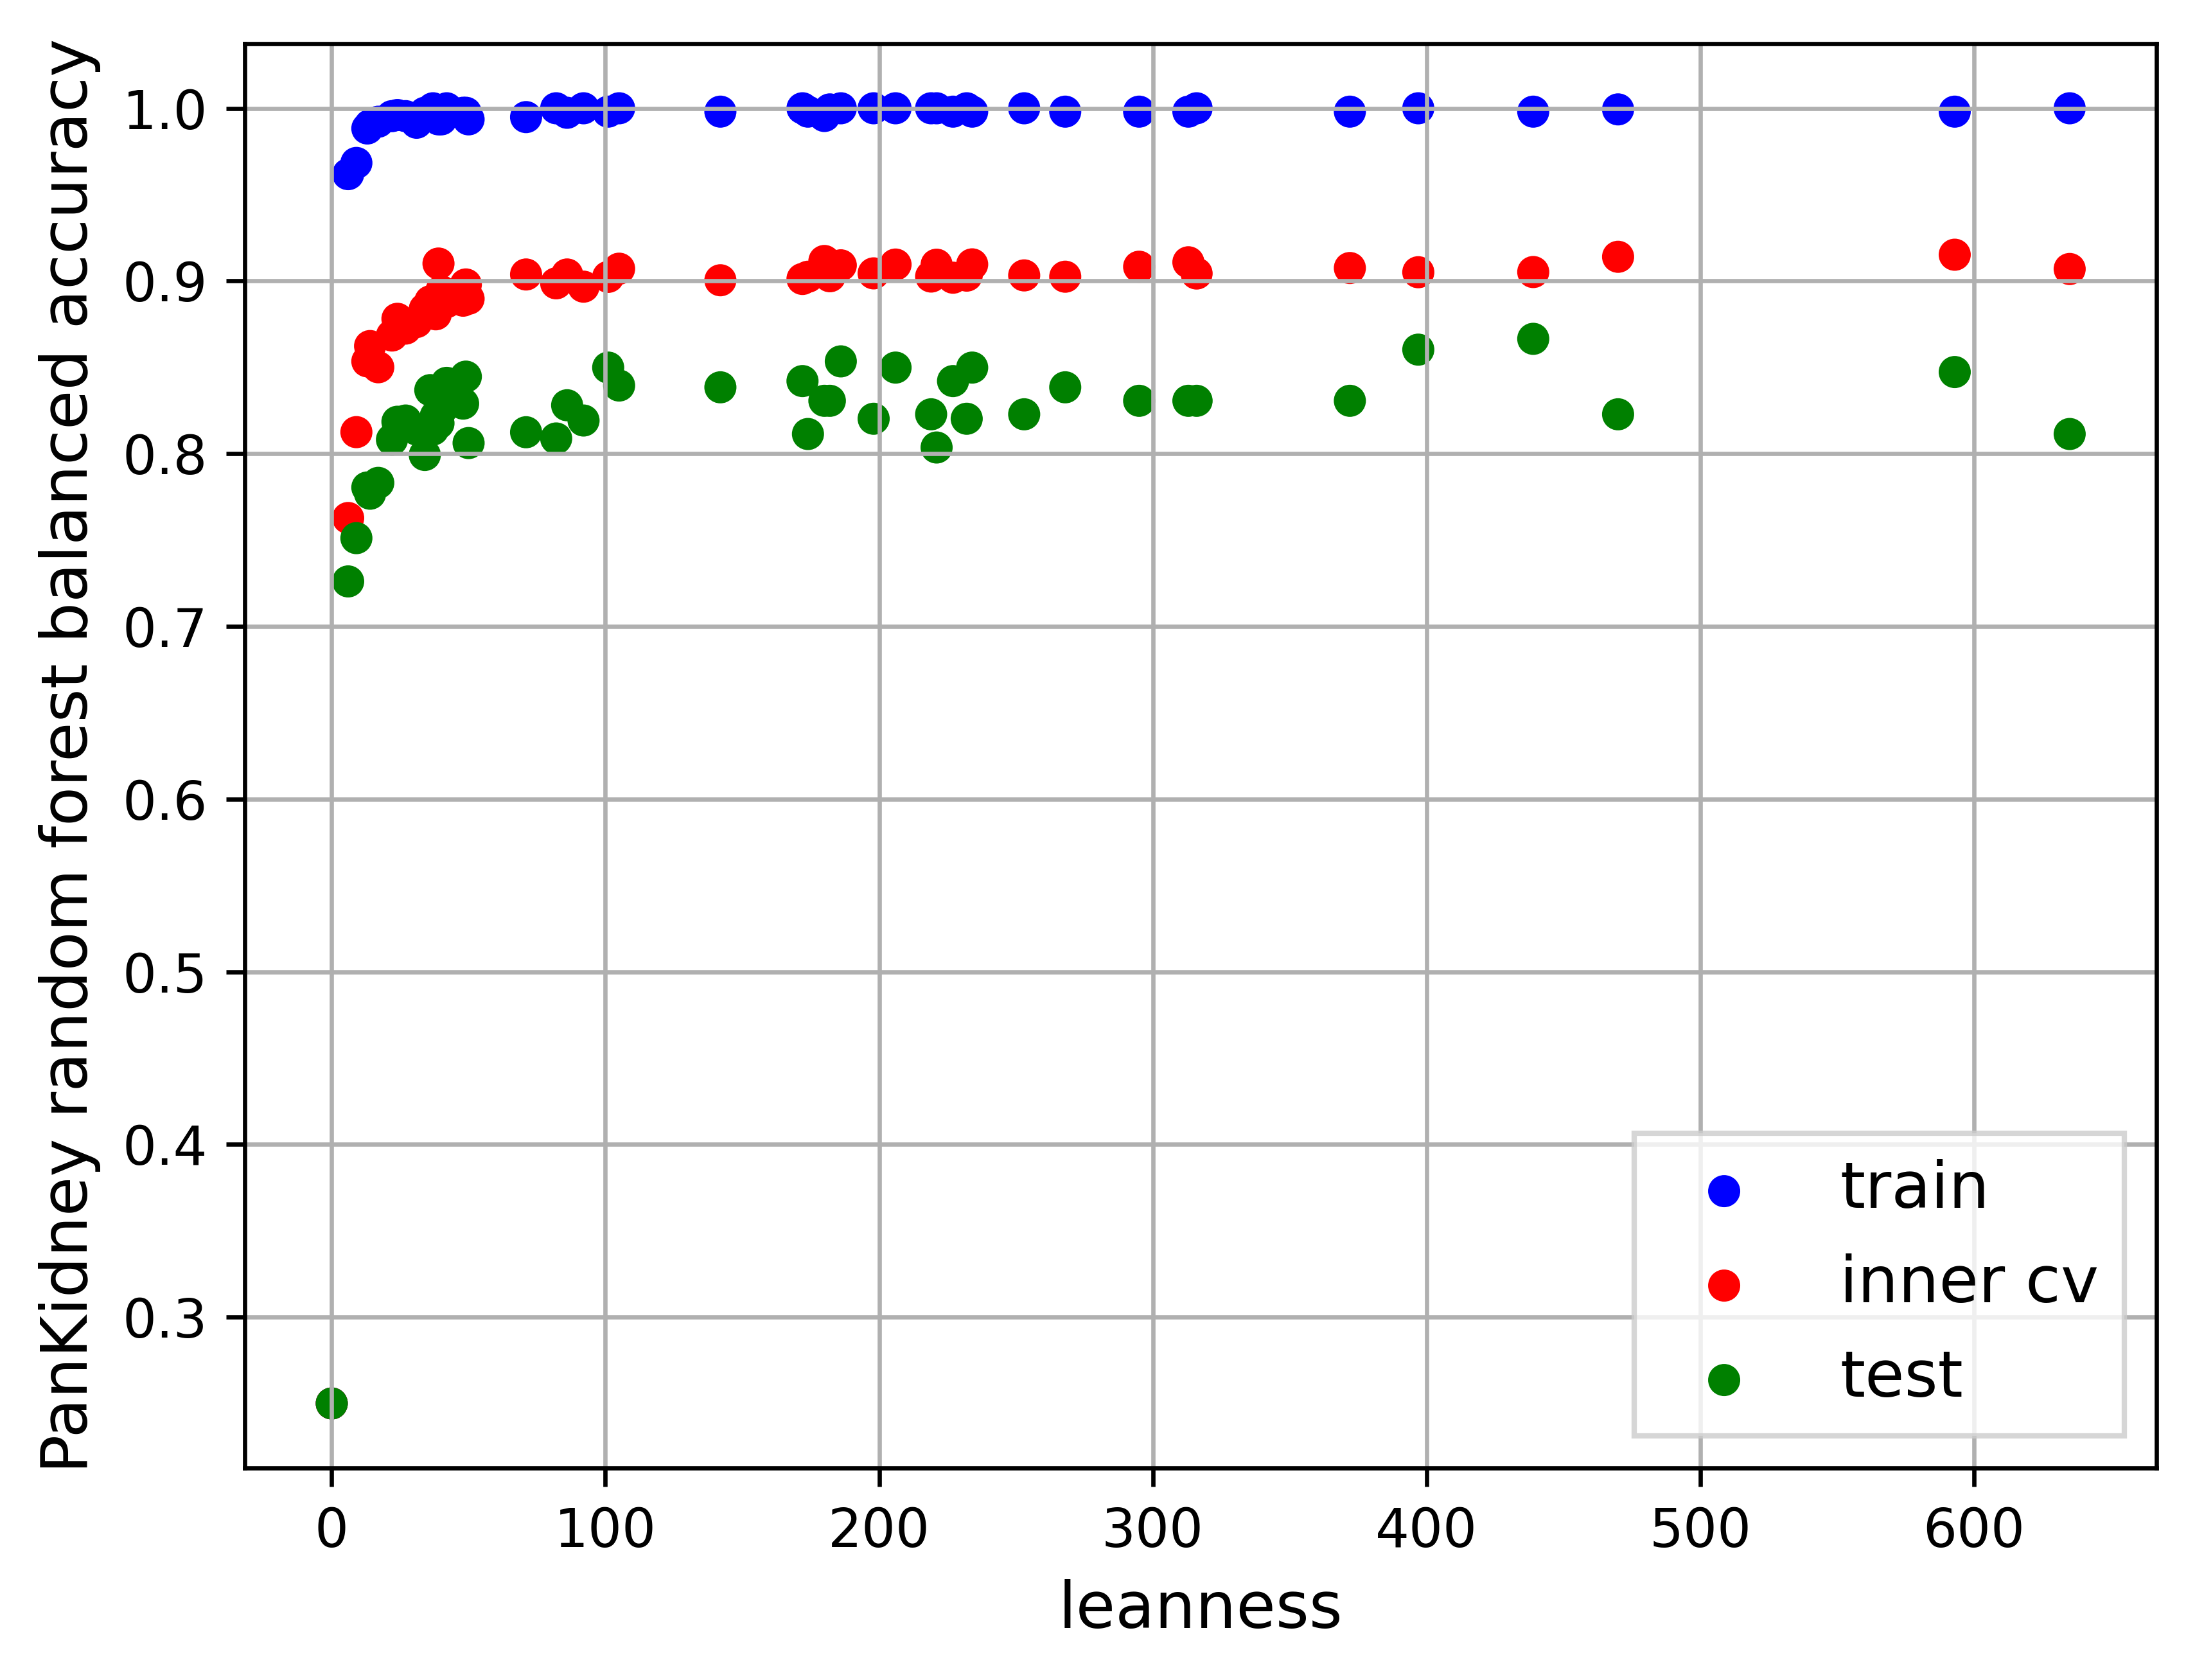 PanKidney random forest balanced accuracy
1.0
0.9
0.8
0.7
0.6
0.5
0.4
0.3
train
inner cv
test
0 100 200 300 400 500 600
leanness